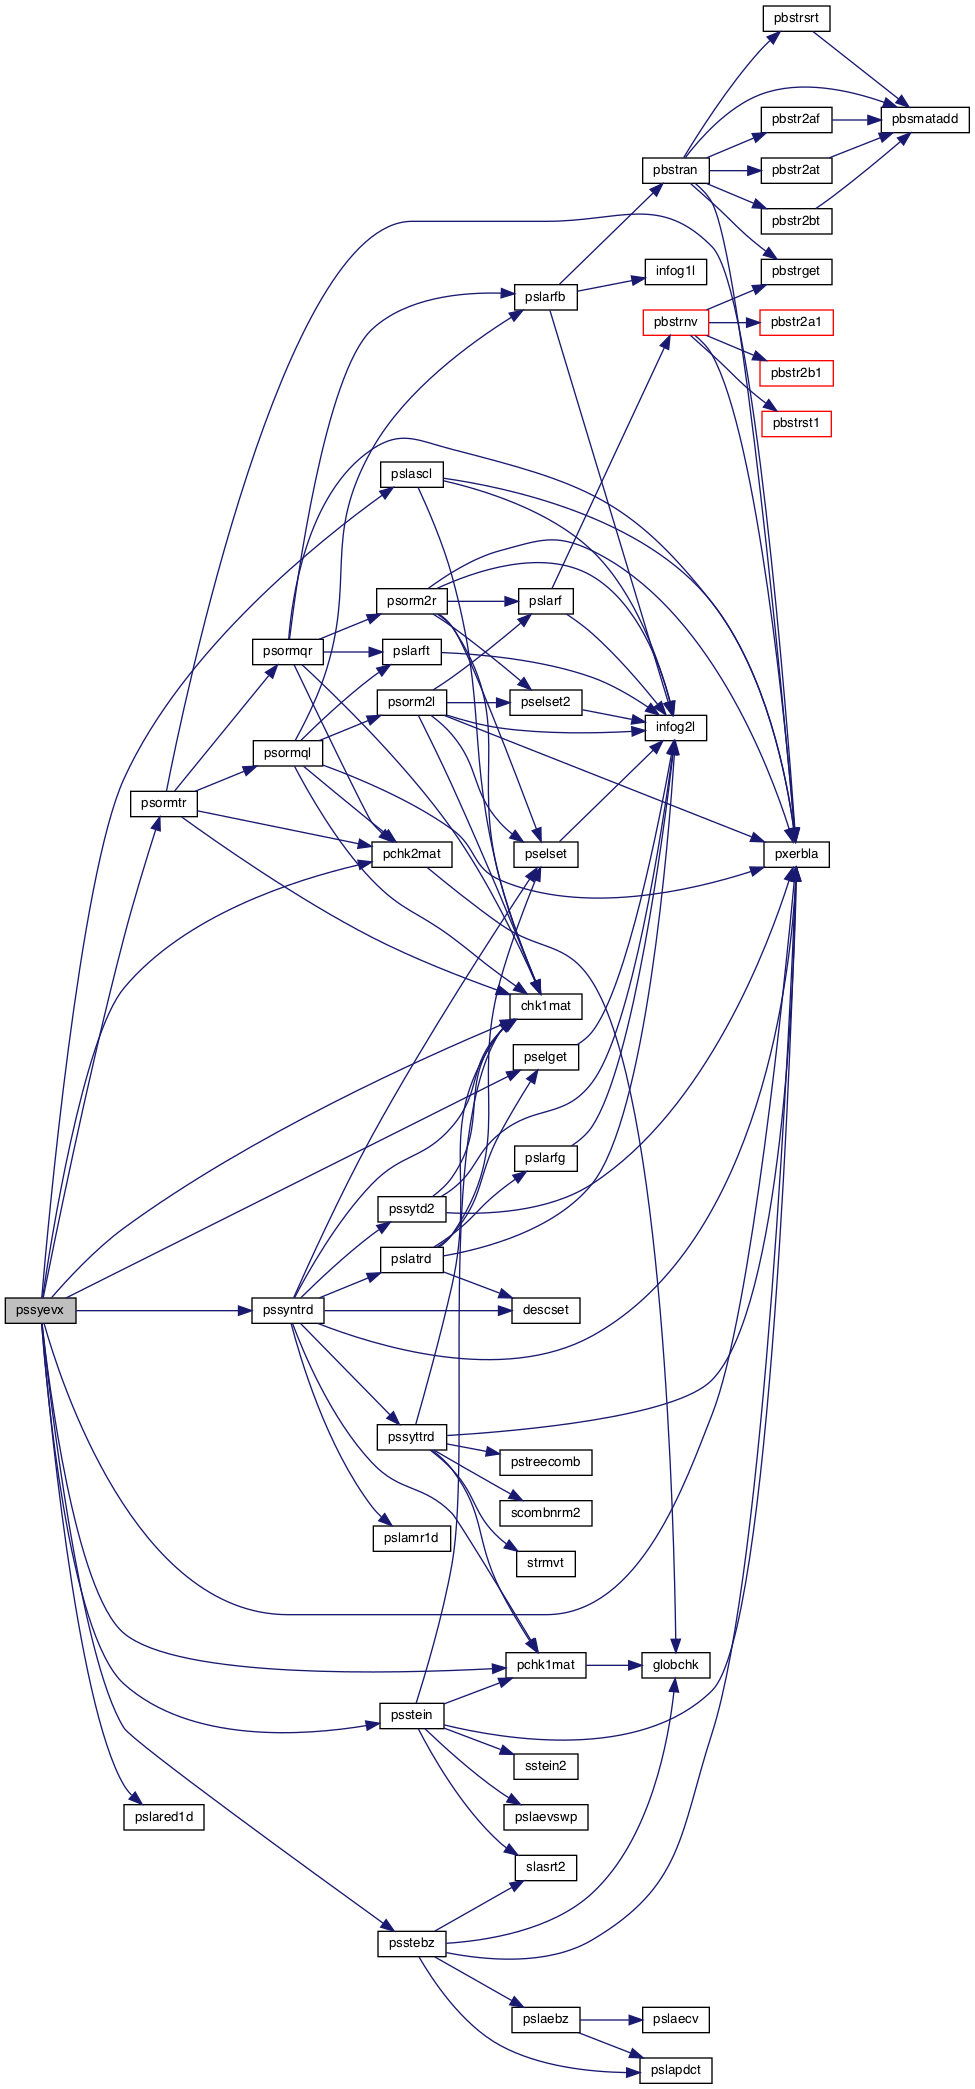 pbstrsrt
pbsmatadd
pbstr2af
pbstran
pbstr2at
pbstr2bt
infog1l
pbstrget
pslarfb
pbstrnv
pbstr2a1
pbstr2b1
pbstrst1
pslascl
psorm2r
pslarf
psormqr
pslarft
psorm2l
pselset2
infog2l
psormql
psormtr
pchk2mat
pselset
pxerbla
chk1mat
pselget
pslarfg
pssytd2
pslatrd
pssyevx
pssyntrd
descset
pssyttrd
pstreecomb
scombnrm2
pslamr1d
strmvt
pchk1mat
globchk
psstein
sstein2
pslared1d
pslaevswp
slasrt2
psstebz
pslaebz
pslaecv
pslapdct